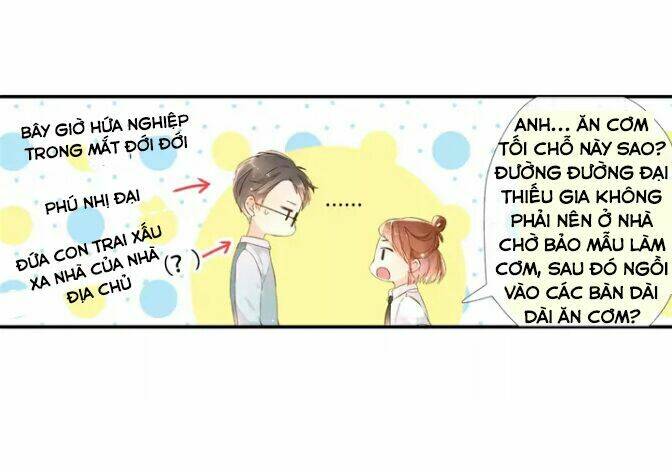 BÂY GIỜ HỨA NGHIỆP
TRONG MẮT ĐỚI ĐỚI
PHÚ NHỊ ĐẠI
ĐỨA CON TRAI XẤU
XA NHÀ CỦA NHÀ
ĐỊA CHỦ
(?)
......
ANH... ĂN CƠM
TỐI CHỖ NÀY SAO?
ĐƯỜNG ĐƯỜNG ĐẠI
THIẾU GIA KHÔNG
PHẢI NÊN Ở NHÀ
CHỜ BẢO MẪU LÀM
CƠM, SAU ĐÓ NGỒI
VÀO CÁC BÀN DÀI
DÀI ĂN CƠM?